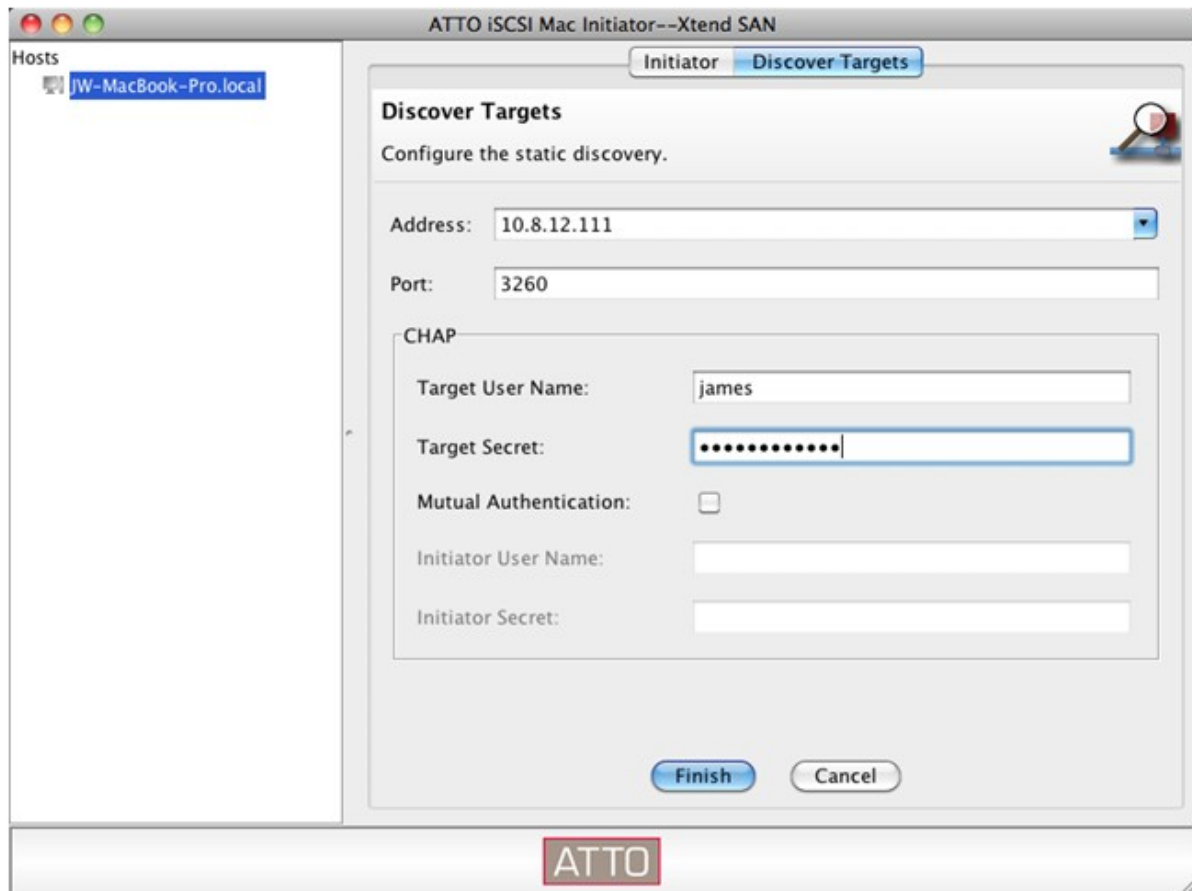 ATTO iSCSI Mac Initiator--Xtend SAN
Hosts
JW-MacBook-Pro.local
Initiator Discover Targets
Discover Targets
Configure the static discovery.
Address: 10.8.12.111
Port: 3260
CHAP
Target User Name: james
Target Secret: ••••••••••••
Mutual Authentication:
Initiator User Name:
Initiator Secret:
Finish Cancel
ATTO